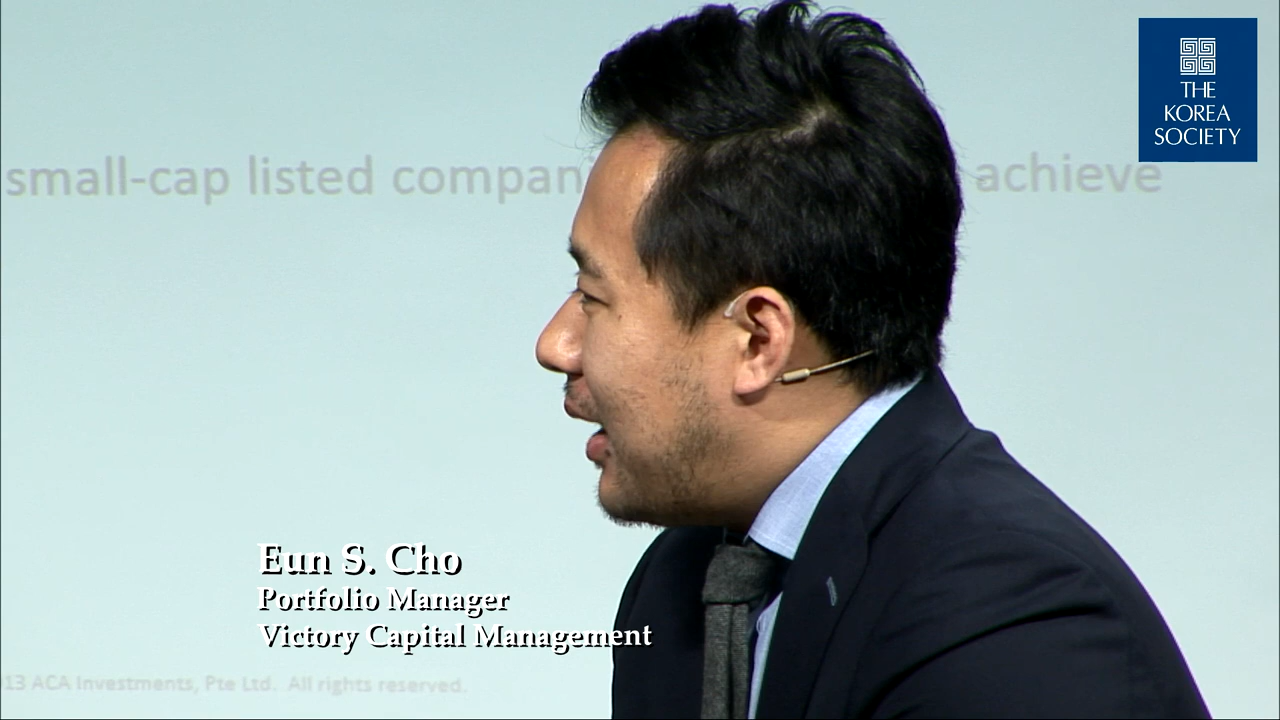 THE
KOREA
SOCIETY
small-cap listed compan achieve
Eun S. Cho
Portfolio Manager
Victory Capital Management
13 ACA Investments, Pte Ltd. All rights reserved.